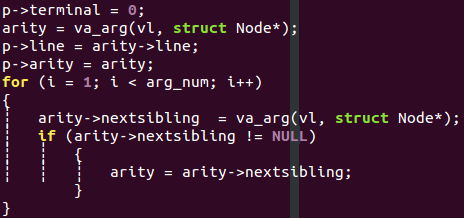 p->terminal = 0;
arity = va_arg(vl, struct Node*);
p->line = arity->line;
p->arity = arity;
for (i = 1; i < arg_num; i++)
{
    arity->nextsibling  = va_arg(vl, struct Node*);
    if (arity->nextsibling != NULL)
        {
            arity = arity->nextsibling;
        }
}